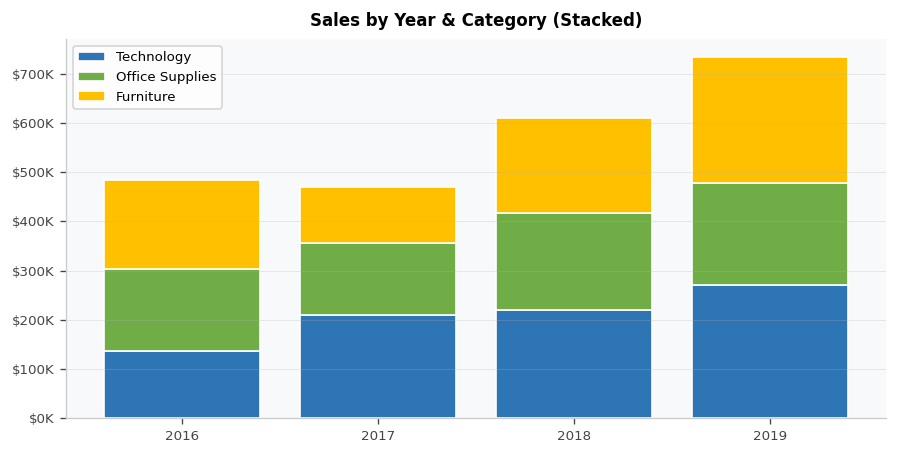 Sales by Year & Category (Stacked)
Technology
Office Supplies
Furniture
$700K
$600K
$500K
$400K
$300K
$200K
$100K
$0K
2016 2017 2018 2019